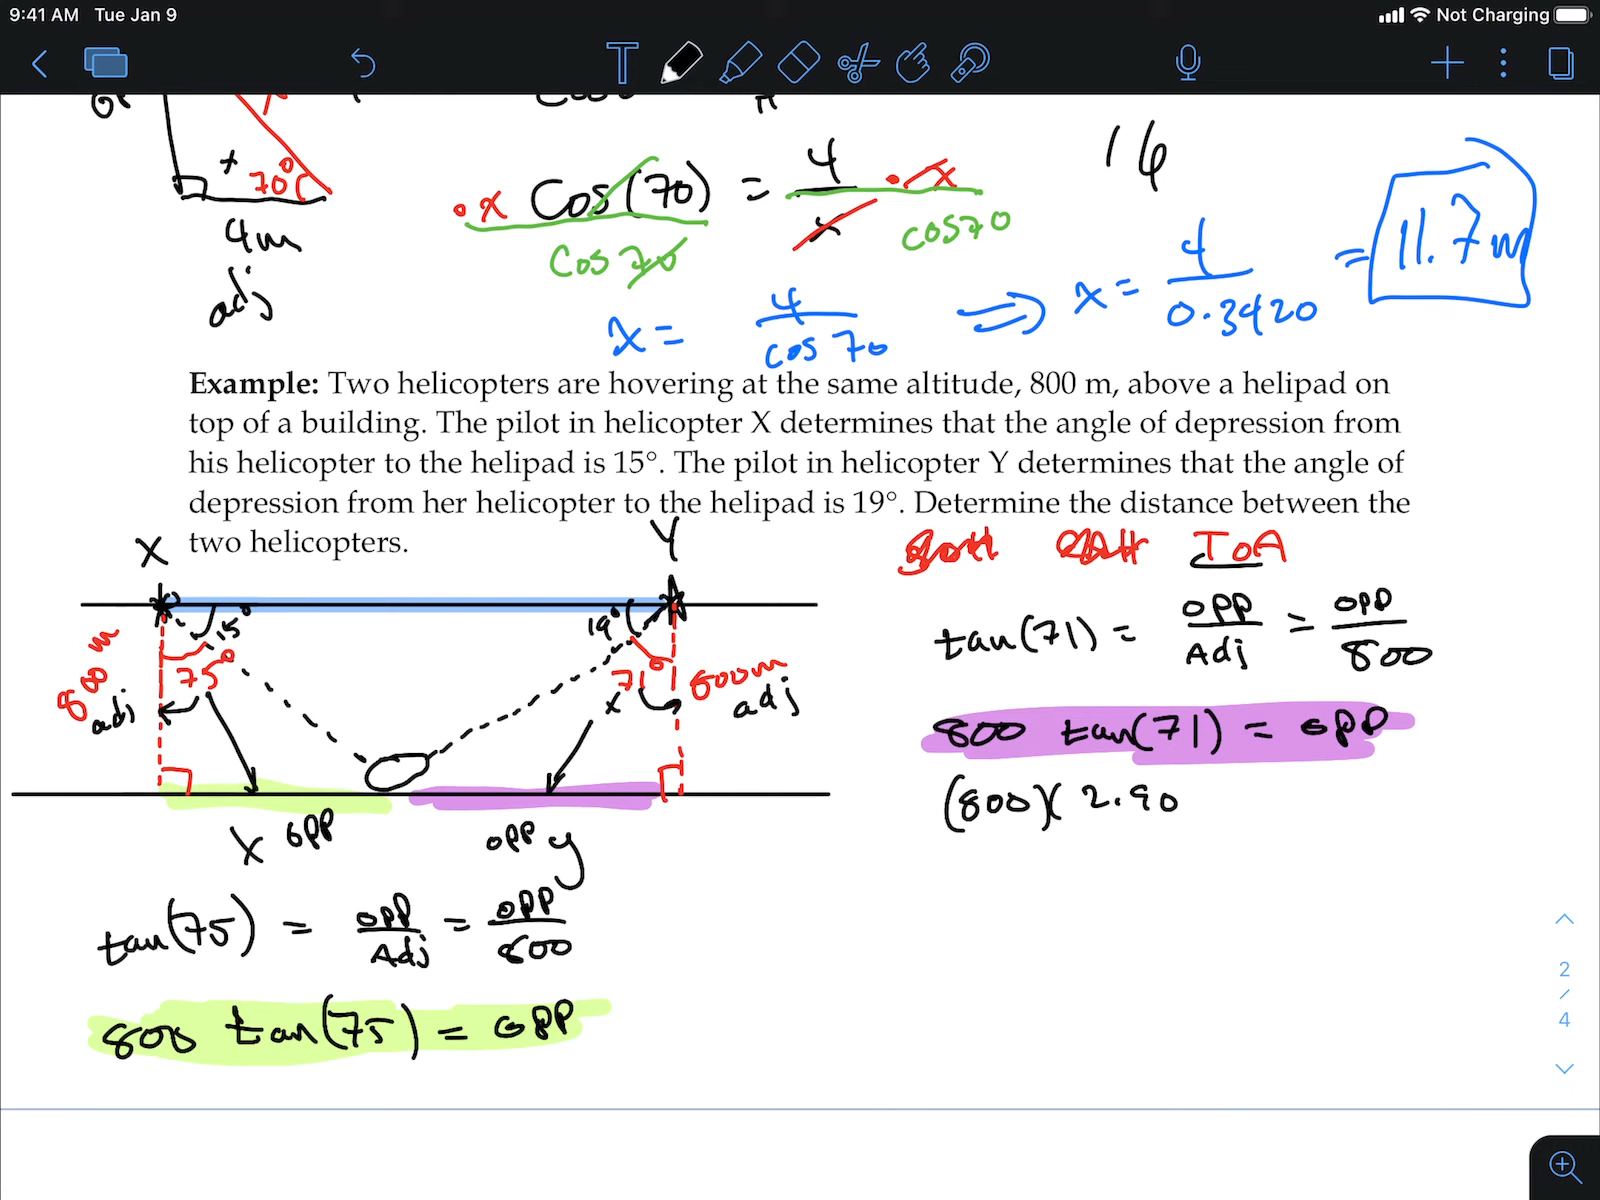 9:41 AM Tue Jan 9
Not Charging
x
70°
4m
adj
• x Cos(70) = 4 / x • x
cos 70 cos70
16
x = 4 / cos 70 ⇒ x = 4 / 0.3420 = 11.7m
Example: Two helicopters are hovering at the same altitude, 800 m, above a helipad on
top of a building. The pilot in helicopter X determines that the angle of depression from
his helicopter to the helipad is 15°. The pilot in helicopter Y determines that the angle of
depression from her helicopter to the helipad is 19°. Determine the distance between the
two helicopters.
X Y
SOH CAH TOA
15° 19°
800 m
adj
75°
71°
x
800m
adj
tan(71) = opp / Adj = opp / 800
800 tan(71) = opp
(800)(2.90
x opp
opp y
tan(75) = opp / Adj = opp / 800
800 tan(75) = opp
2
/
4